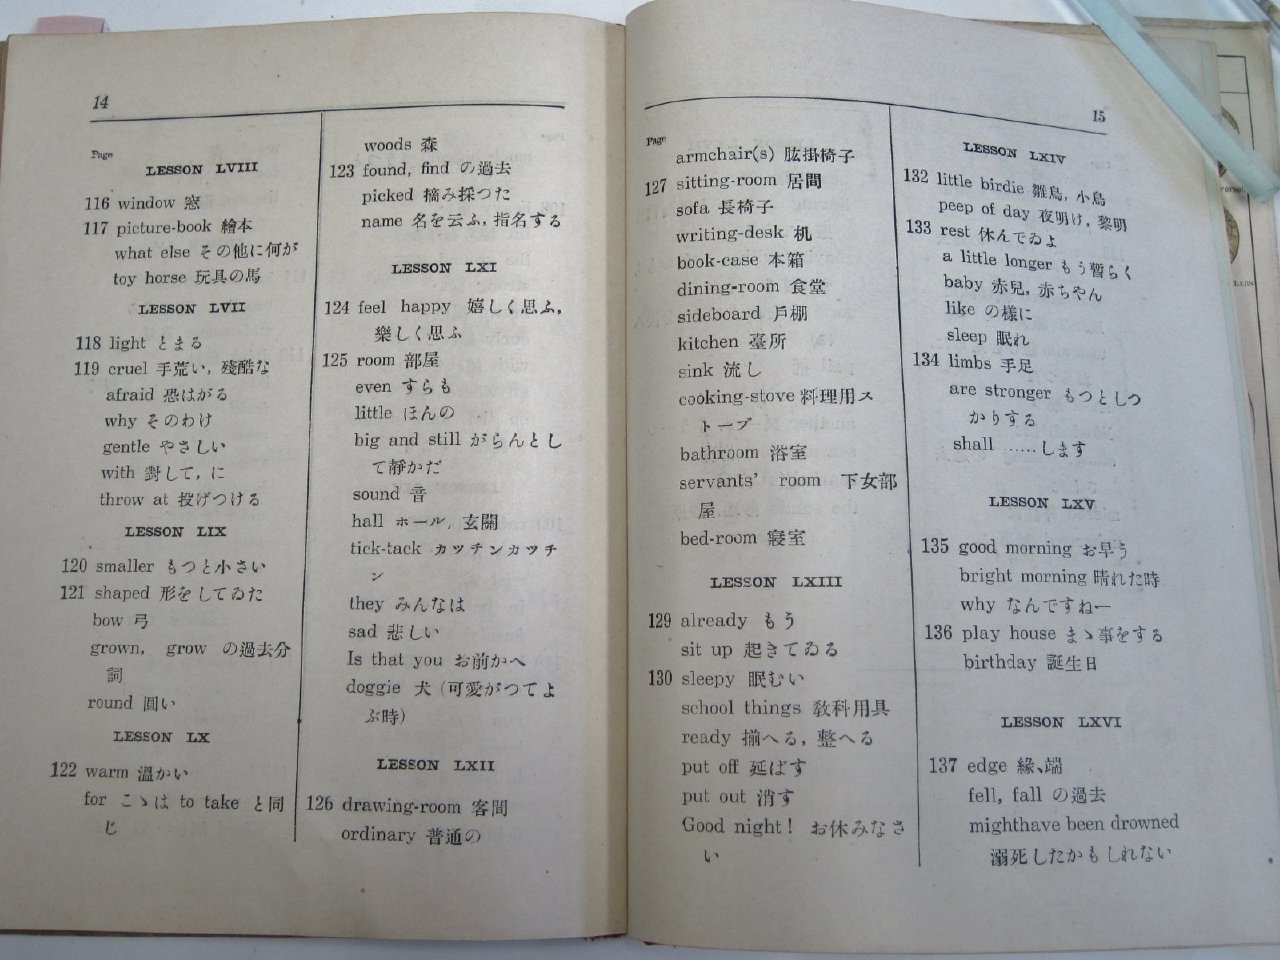 14
Page
LESSON LVIII
116 window 窓
117 picture-book 繪本
what else その他に何が
toy horse 玩具の馬
LESSON LVII
118 light とまる
119 cruel 手荒い, 殘酷な
afraid 恐はがる
why そのわけ
gentle やさしい
with 對して, に
throw at 投げつける
LESSON LIX
120 smaller もつと小さい
121 shaped 形をしてゐた
bow 弓
grown, grow の過去分
詞
round 圓い
LESSON LX
122 warm 溫かい
for こゝは to take と同
じ
woods 森
123 found, find の過去
picked 摘み採つた
name 名を云ふ, 指名する
LESSON LXI
124 feel happy 嬉しく思ふ,
樂しく思ふ
125 room 部屋
even すらも
little ほんの
big and still がらんとし
て靜かだ
sound 音
hall ホール, 玄關
tick-tack カツチンカツチ
ン
they みんなは
sad 悲しい
Is that you お前かへ
doggie 犬 (可愛がつてよ
ぶ時)
LESSON LXII
126 drawing-room 客間
ordinary 普通の
15
Page
armchair(s) 肱掛椅子
127 sitting-room 居間
sofa 長椅子
writing-desk 机
book-case 本箱
dining-room 食堂
sideboard 戶棚
kitchen 臺所
sink 流し
cooking-stove 料理用ス
トーブ
bathroom 浴室
servants' room 下女部
屋
bed-room 寢室
LESSON LXIII
129 already もう
sit up 起きてゐる
130 sleepy 眠むい
school things 敎科用具
ready 揃へる, 整へる
put off 延ばす
put out 消す
Good night! お休みなさ
い
LESSON LXIV
132 little birdie 雛鳥, 小鳥
peep of day 夜明け, 黎明
133 rest 休んでゐよ
a little longer もう暫らく
baby 赤兒, 赤ちやん
like の樣に
sleep 眠れ
134 limbs 手足
are stronger もつとしつ
かりする
shall ......します
LESSON LXV
135 good morning お早う
bright morning 晴れた時
why なんですねー
136 play house まゝ事をする
birthday 誕生日
LESSON LXVI
137 edge 緣、端
fell, fall の過去
mighthave been drowned
溺死したかもしれない